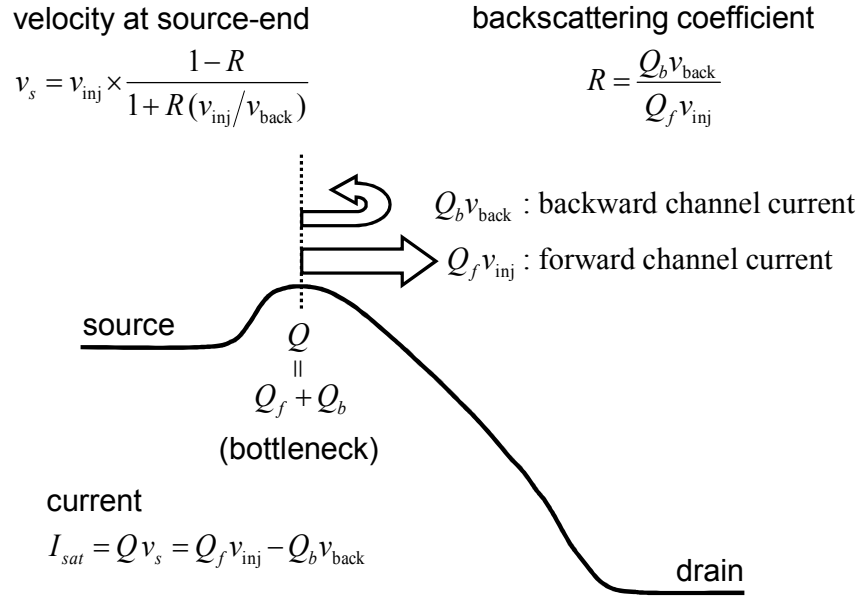 velocity at source-end
v_s = v_inj × (1 − R) / (1 + R(v_inj/v_back))
backscattering coefficient
R = Q_b v_back / Q_f v_inj
Q_b v_back : backward channel current
Q_f v_inj : forward channel current
source
Q
=
Q_f + Q_b
(bottleneck)
current
I_sat = Q v_s = Q_f v_inj − Q_b v_back
drain